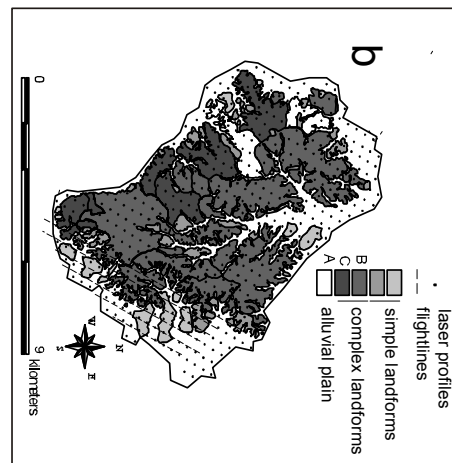 b
laser profiles
flightlines
simple landforms
B
C
complex landforms
A
alluvial plain
0
9
kilometers
N
W
E
S